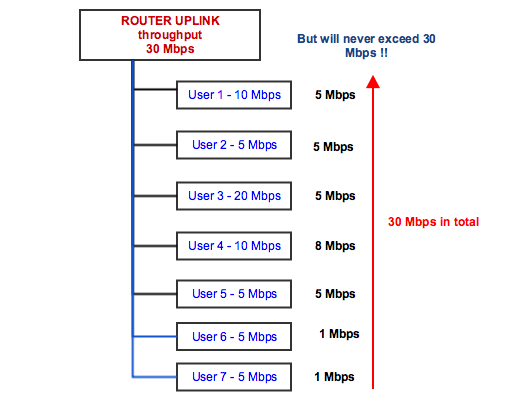 ROUTER UPLINK
throughput
30 Mbps
But will never exceed 30
Mbps !!
User 1 - 10 Mbps
5 Mbps
User 2 - 5 Mbps
5 Mbps
User 3 - 20 Mbps
5 Mbps
30 Mbps in total
User 4 - 10 Mbps
8 Mbps
User 5 - 5 Mbps
5 Mbps
User 6 - 5 Mbps
1 Mbps
User 7 - 5 Mbps
1 Mbps